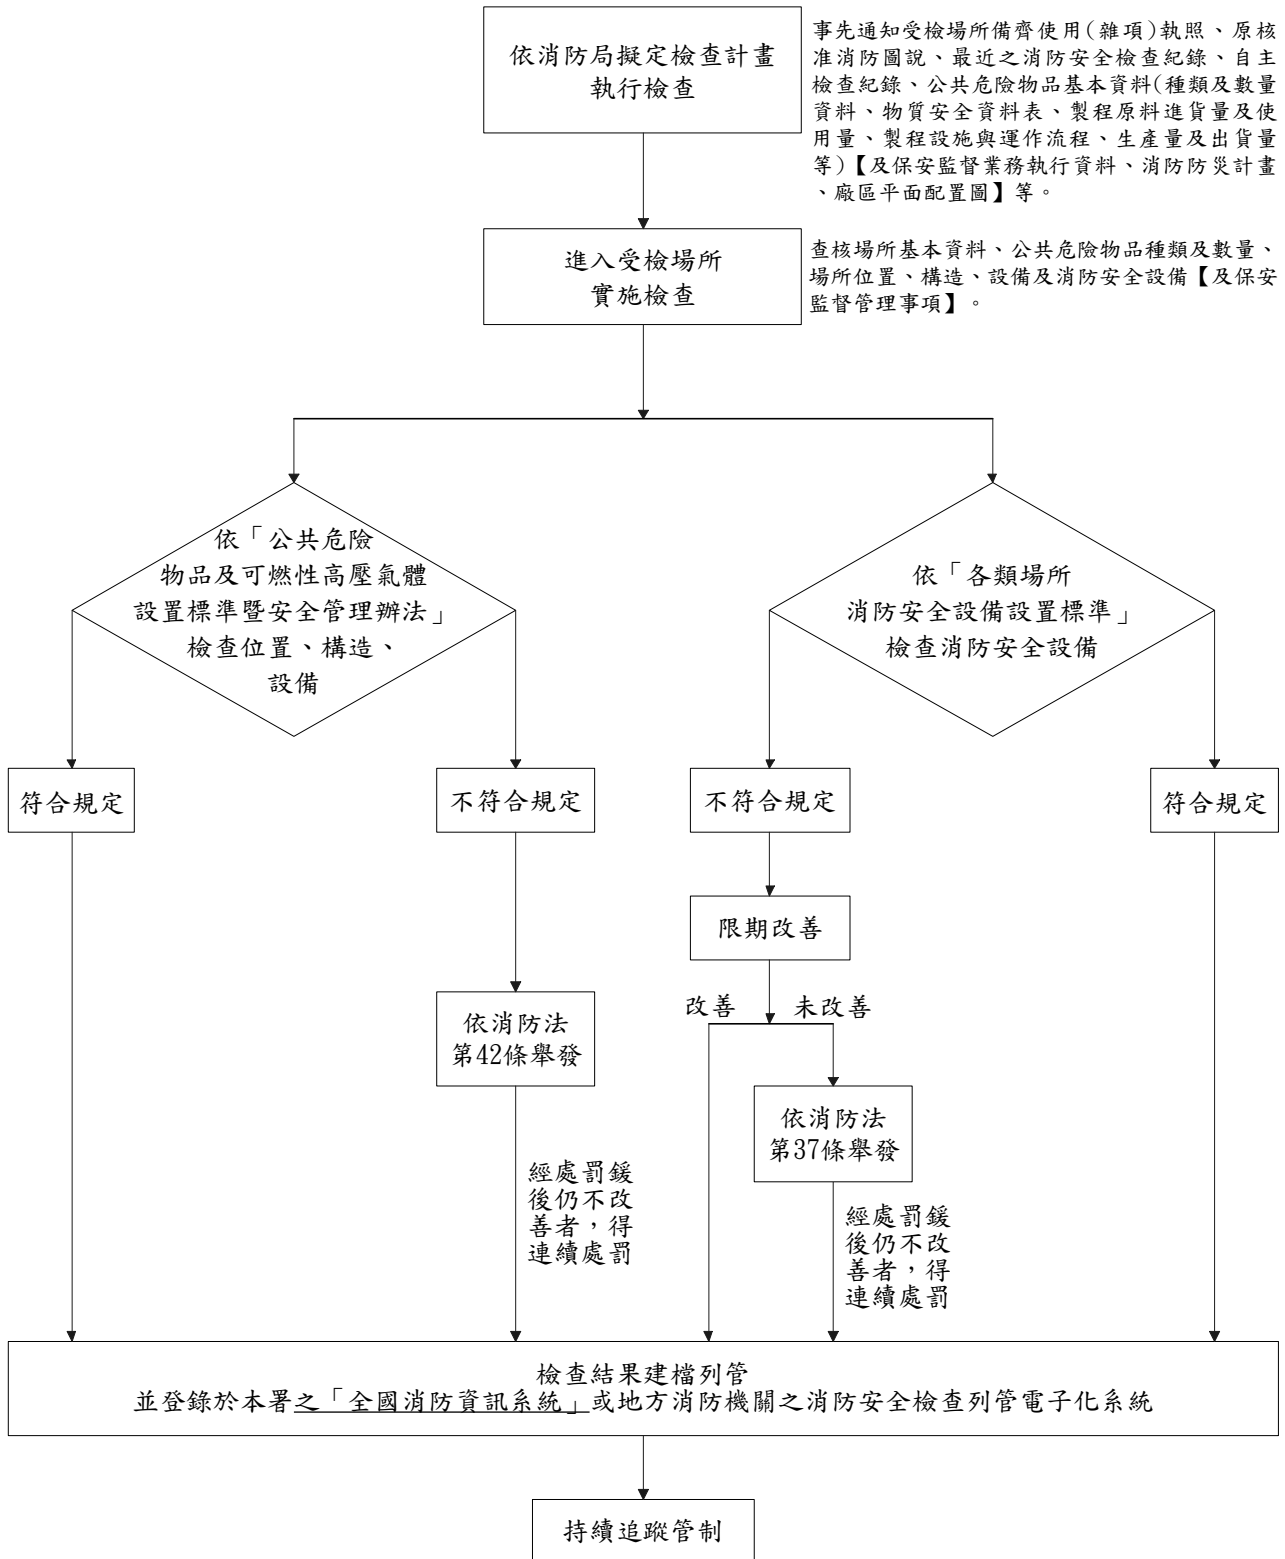 依消防局擬定檢查計畫
執行檢查
事先通知受檢場所備齊使用(雜項)執照、原核
准消防圖說、最近之消防安全檢查紀錄、自主
檢查紀錄、公共危險物品基本資料(種類及數量
資料、物質安全資料表、製程原料進貨量及使
用量、製程設施與運作流程、生產量及出貨量
等)【及保安監督業務執行資料、消防防災計畫
、廠區平面配置圖】等。
進入受檢場所
實施檢查
查核場所基本資料、公共危險物品種類及數量、
場所位置、構造、設備及消防安全設備【及保安
監督管理事項】。
依「公共危險
物品及可燃性高壓氣體
設置標準暨安全管理辦法」
檢查位置、構造、
設備
依「各類場所
消防安全設備設置標準」
檢查消防安全設備
符合規定
不符合規定
不符合規定
符合規定
限期改善
改善
未改善
依消防法
第42條舉發
依消防法
第37條舉發
經處罰鍰
後仍不改
善者，得
連續處罰
經處罰鍰
後仍不改
善者，得
連續處罰
檢查結果建檔列管
並登錄於本署之「全國消防資訊系統」或地方消防機關之消防安全檢查列管電子化系統
持續追蹤管制